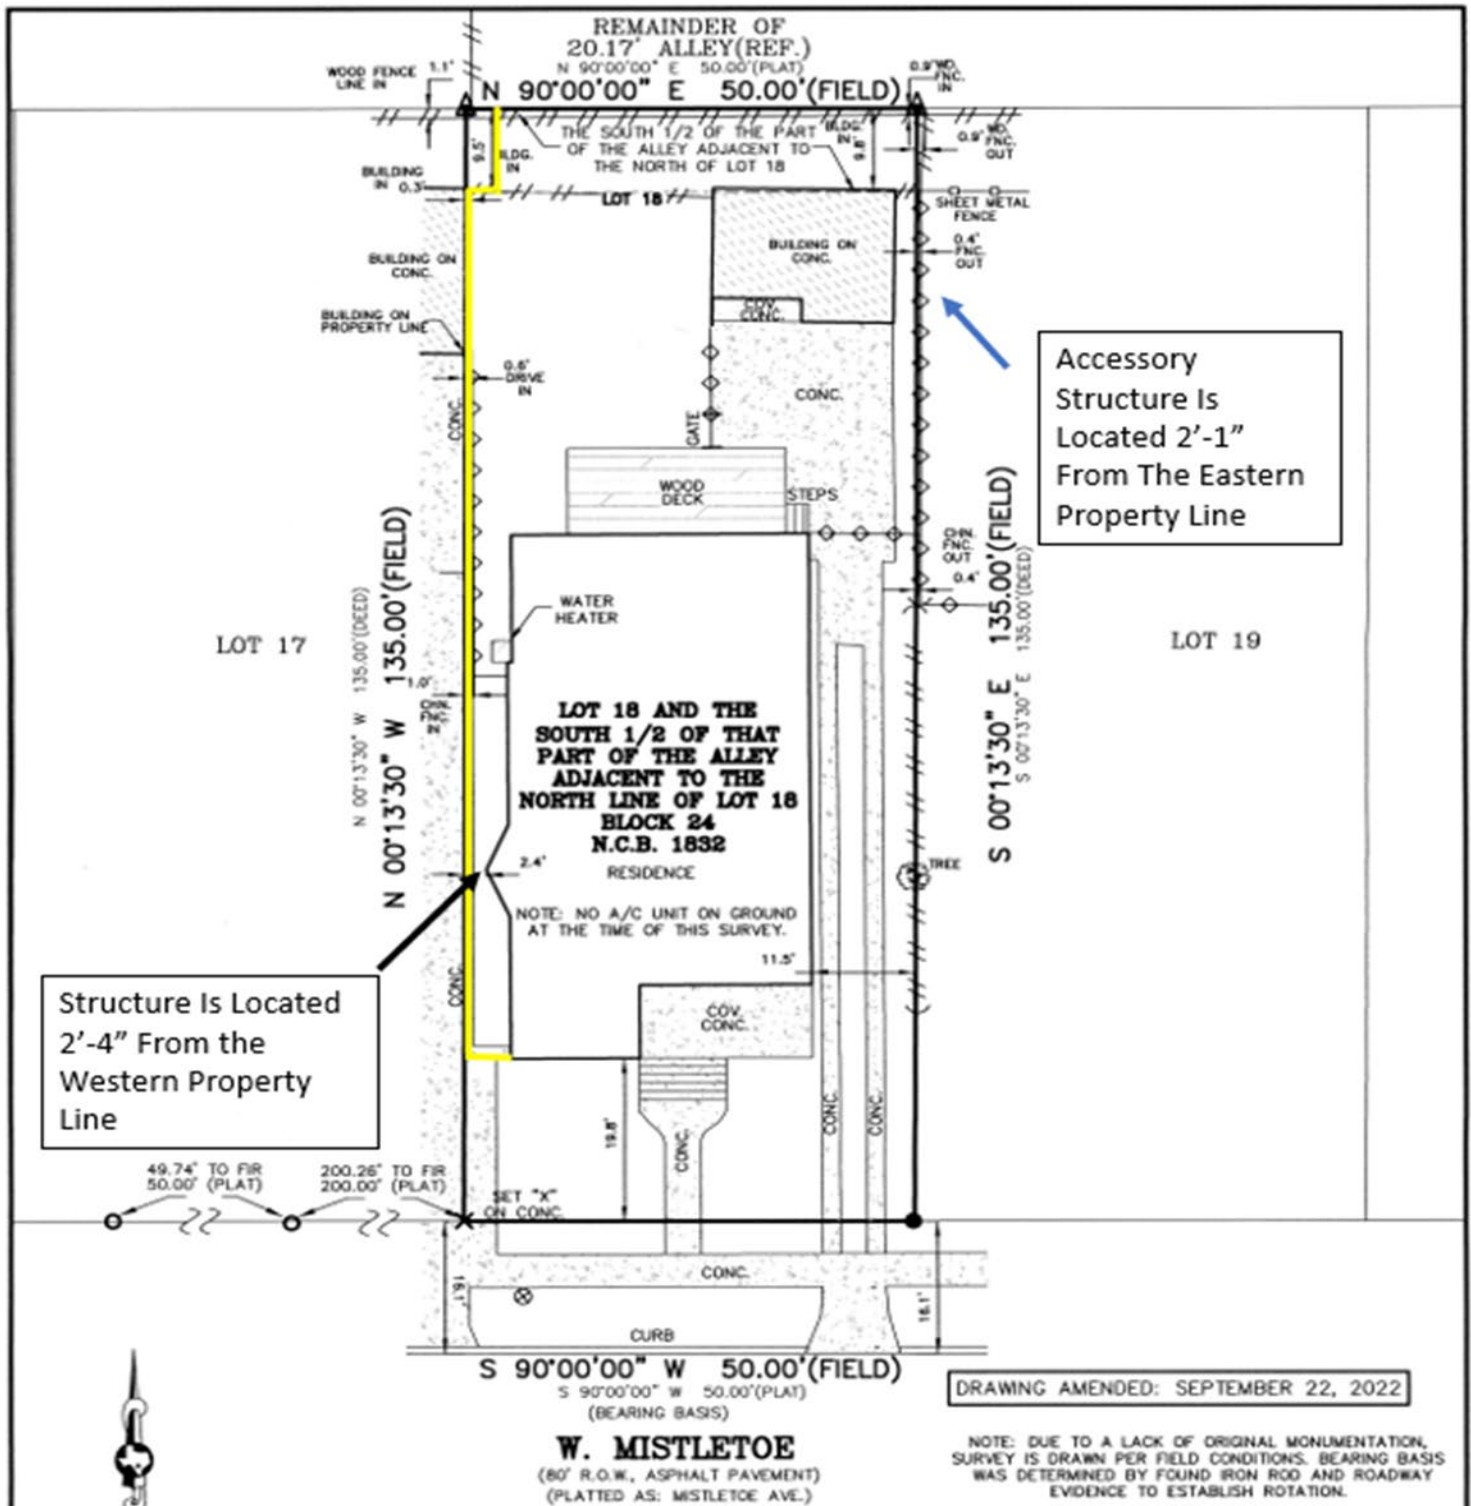 REMAINDER OF
20.17' ALLEY(REF.)
N 90°00'00" E 50.00'(PLAT)
N 90°00'00" E 50.00'(FIELD)
WOOD FENCE
LINE IN
1.1'
0.9' WD.
FNC.
IN
THE SOUTH 1/2 OF THE PART
OF THE ALLEY ADJACENT TO
THE NORTH OF LOT 18
9.5'
BLDG.
IN
BLDG.
IN
9.8'
0.9' WD.
FNC.
OUT
BUILDING
IN 0.3'
LOT 18
SHEET METAL
FENCE
BUILDING ON
CONC.
BUILDING ON
CONC.
0.4'
FNC.
OUT
COV.
CONC.
BUILDING ON
PROPERTY LINE
0.6'
DRIVE
IN
CONC.
CONC.
GATE
Accessory
Structure Is
Located 2'-1"
From The Eastern
Property Line
WOOD
DECK
STEPS
CHN.
FNC.
OUT
0.4'
WATER
HEATER
LOT 17
LOT 19
N 00°13'30" W 135.00'(DEED)
N 00°13'30" W 135.00'(FIELD)
S 00°13'30" E 135.00'(FIELD)
S 00°13'30" E 135.00'(DEED)
1.0'
CHN.
FNC.
IN
LOT 18 AND THE
SOUTH 1/2 OF THAT
PART OF THE ALLEY
ADJACENT TO THE
NORTH LINE OF LOT 18
BLOCK 24
N.C.B. 1832
RESIDENCE
2.4'
TREE
NOTE: NO A/C UNIT ON GROUND
AT THE TIME OF THIS SURVEY.
11.5'
CONC.
COV.
CONC.
Structure Is Located
2'-4" From the
Western Property
Line
19.8'
CONC.
CONC.
CONC.
49.74' TO FIR
50.00' (PLAT)
200.26' TO FIR
200.00' (PLAT)
SET "X"
ON CONC.
CONC.
16.1'
16.1'
CURB
S 90°00'00" W 50.00'(FIELD)
S 90°00'00" W 50.00'(PLAT)
(BEARING BASIS)
W. MISTLETOE
(80' R.O.W., ASPHALT PAVEMENT)
(PLATTED AS: MISTLETOE AVE.)
DRAWING AMENDED: SEPTEMBER 22, 2022
NOTE: DUE TO A LACK OF ORIGINAL MONUMENTATION,
SURVEY IS DRAWN PER FIELD CONDITIONS. BEARING BASIS
WAS DETERMINED BY FOUND IRON ROD AND ROADWAY
EVIDENCE TO ESTABLISH ROTATION.